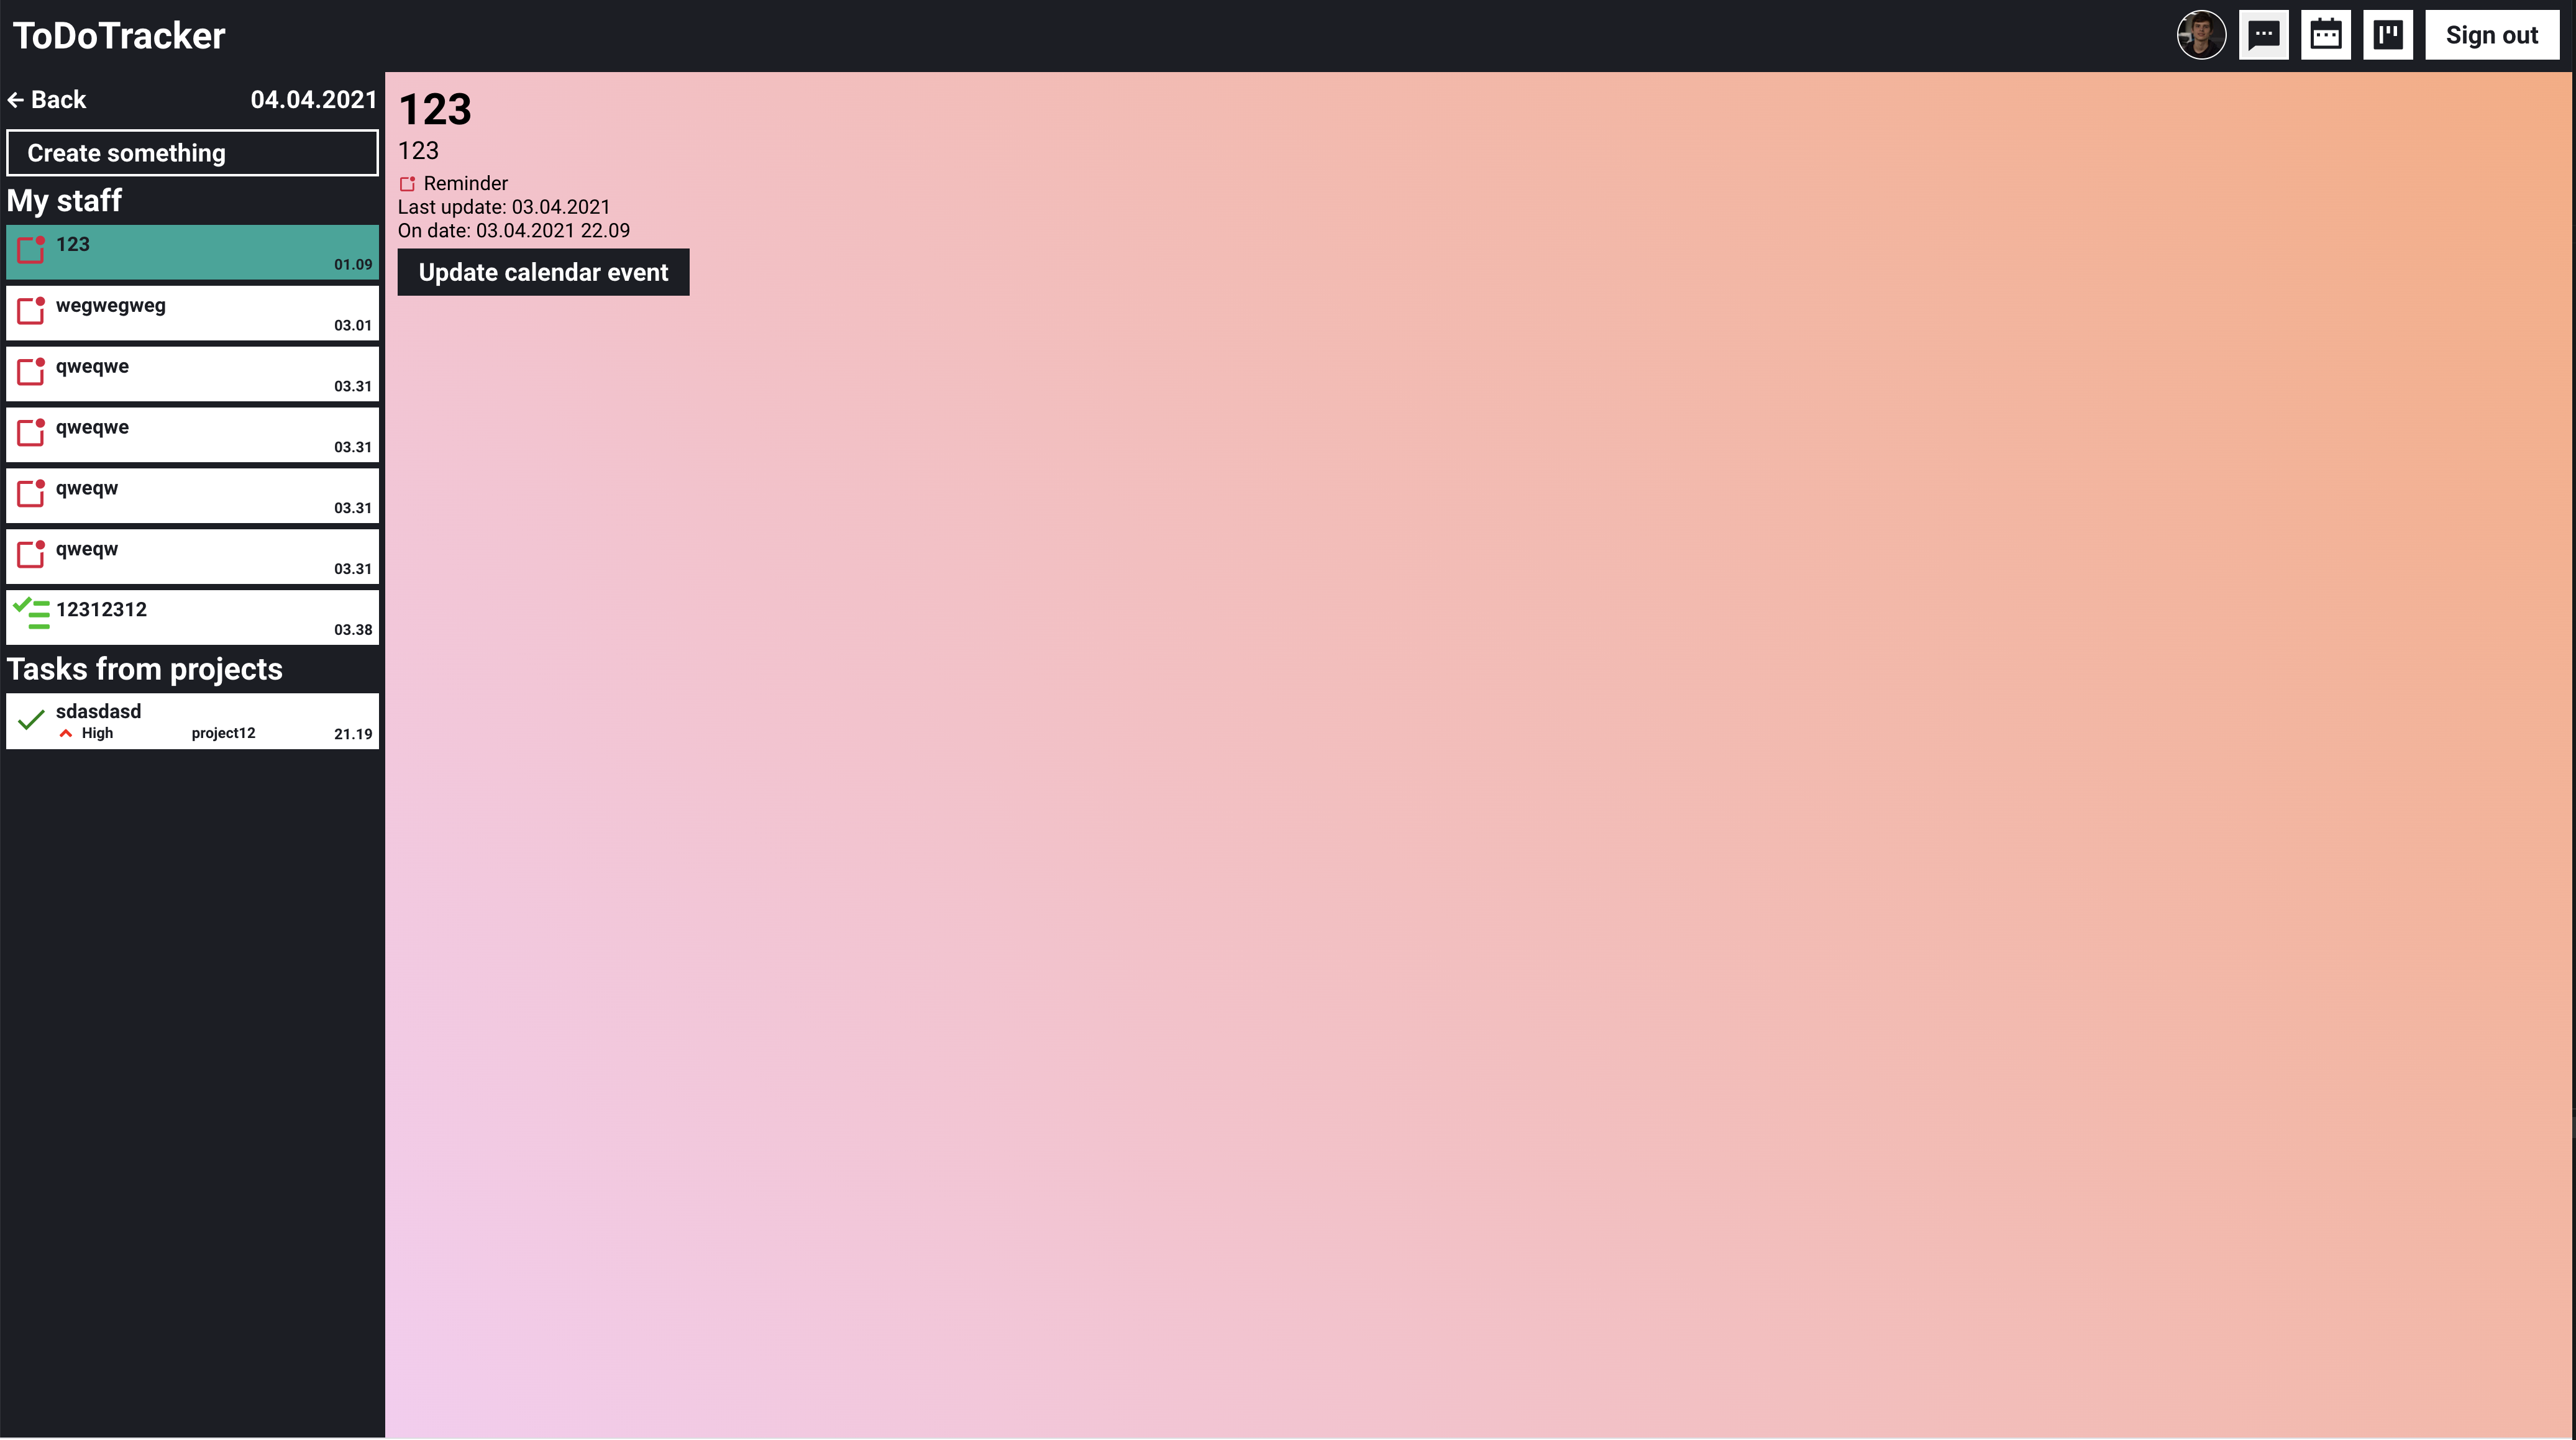 ToDoTracker
Sign out
Back
04.04.2021
Create something
My staff
123
01.09
wegwegweg
03.01
qweqwe
03.31
qweqwe
03.31
qweqw
03.31
qweqw
03.31
12312312
03.38
Tasks from projects
sdasdasd
High project12 21.19
123
123
Reminder
Last update: 03.04.2021
On date: 03.04.2021 22.09
Update calendar event